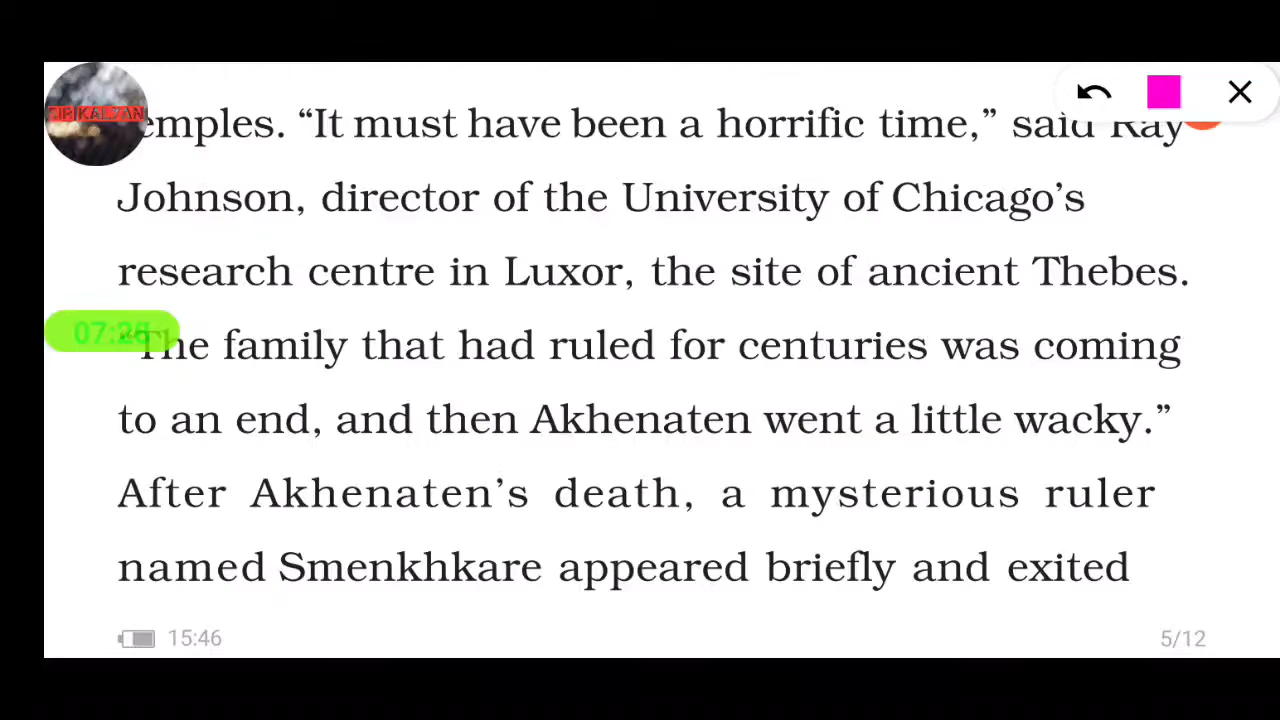 emples. “It must have been a horrific time,” said Ray
Johnson, director of the University of Chicago’s
research centre in Luxor, the site of ancient Thebes.
07:26
“The family that had ruled for centuries was coming
to an end, and then Akhenaten went a little wacky.”
After Akhenaten’s death, a mysterious ruler
named Smenkhkare appeared briefly and exited
15:46
5/12